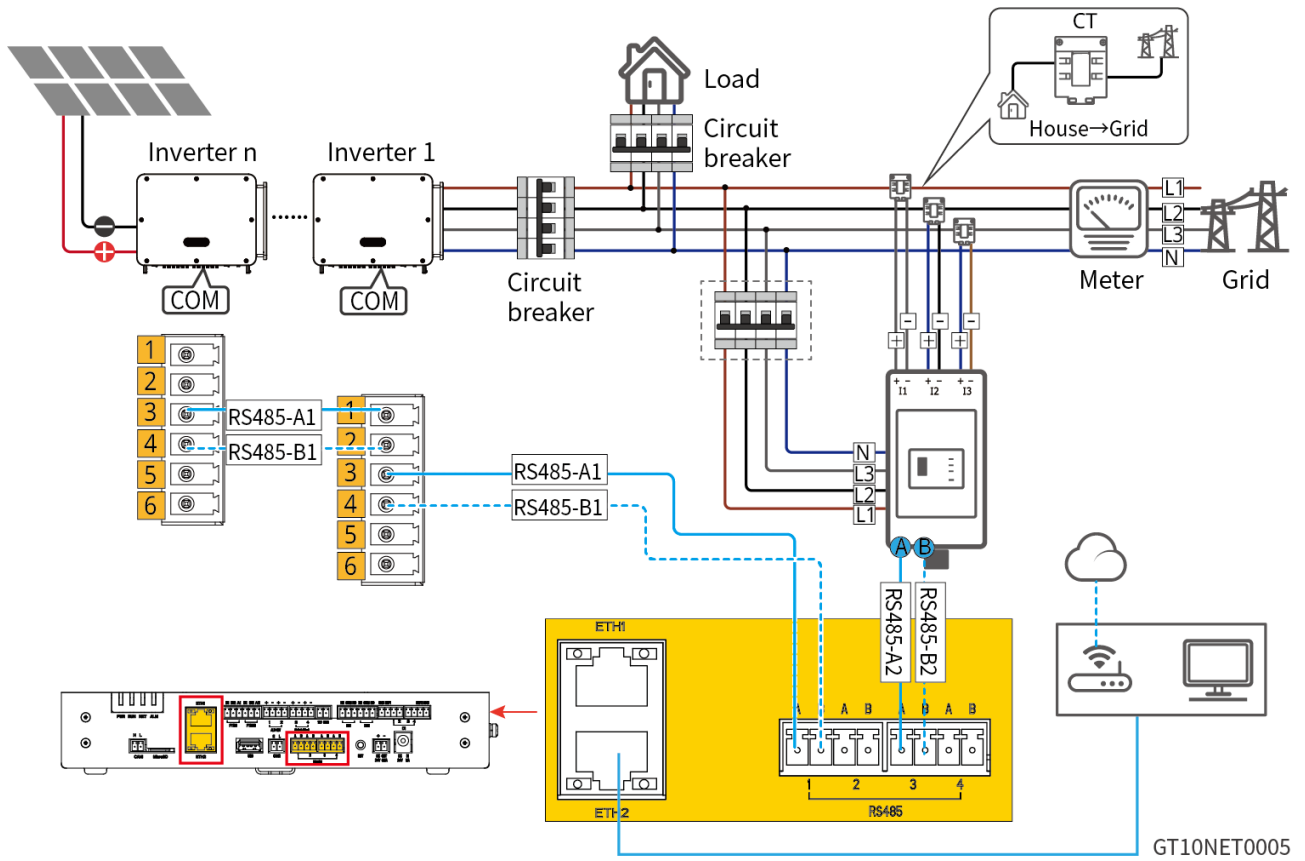 CT
House→Grid
Load
Circuit
breaker
Inverter n
Inverter 1
L1
L2
L3
N
COM
COM
Circuit
breaker
Meter
Grid
+
-
+
-
+
-
+ -
+ -
+ -
I1
I2
I3
1
2
3
4
5
6
RS485-A1
RS485-B1
1
2
3
4
5
6
RS485-A1
RS485-B1
N
L3
L2
L1
A
B
RS485-A2
RS485-B2
ETH1
A
A
B
A
B
A
B
1
2
3
4
RS485
ETH2
GT10NET0005